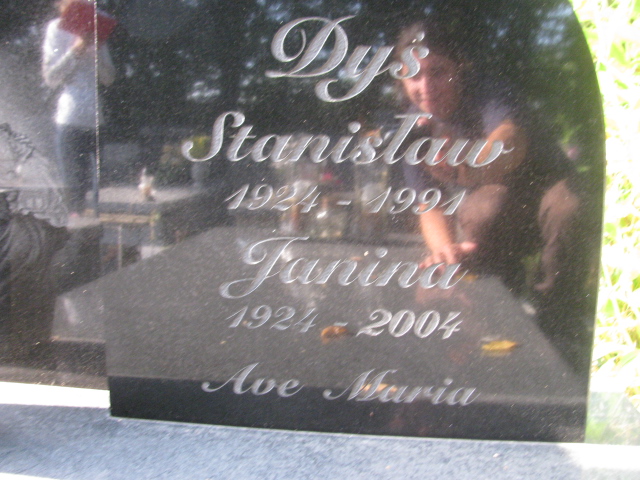 Dyś
Stanisław
1924 - 1991
Janina
1924 - 2004
Ave Maria